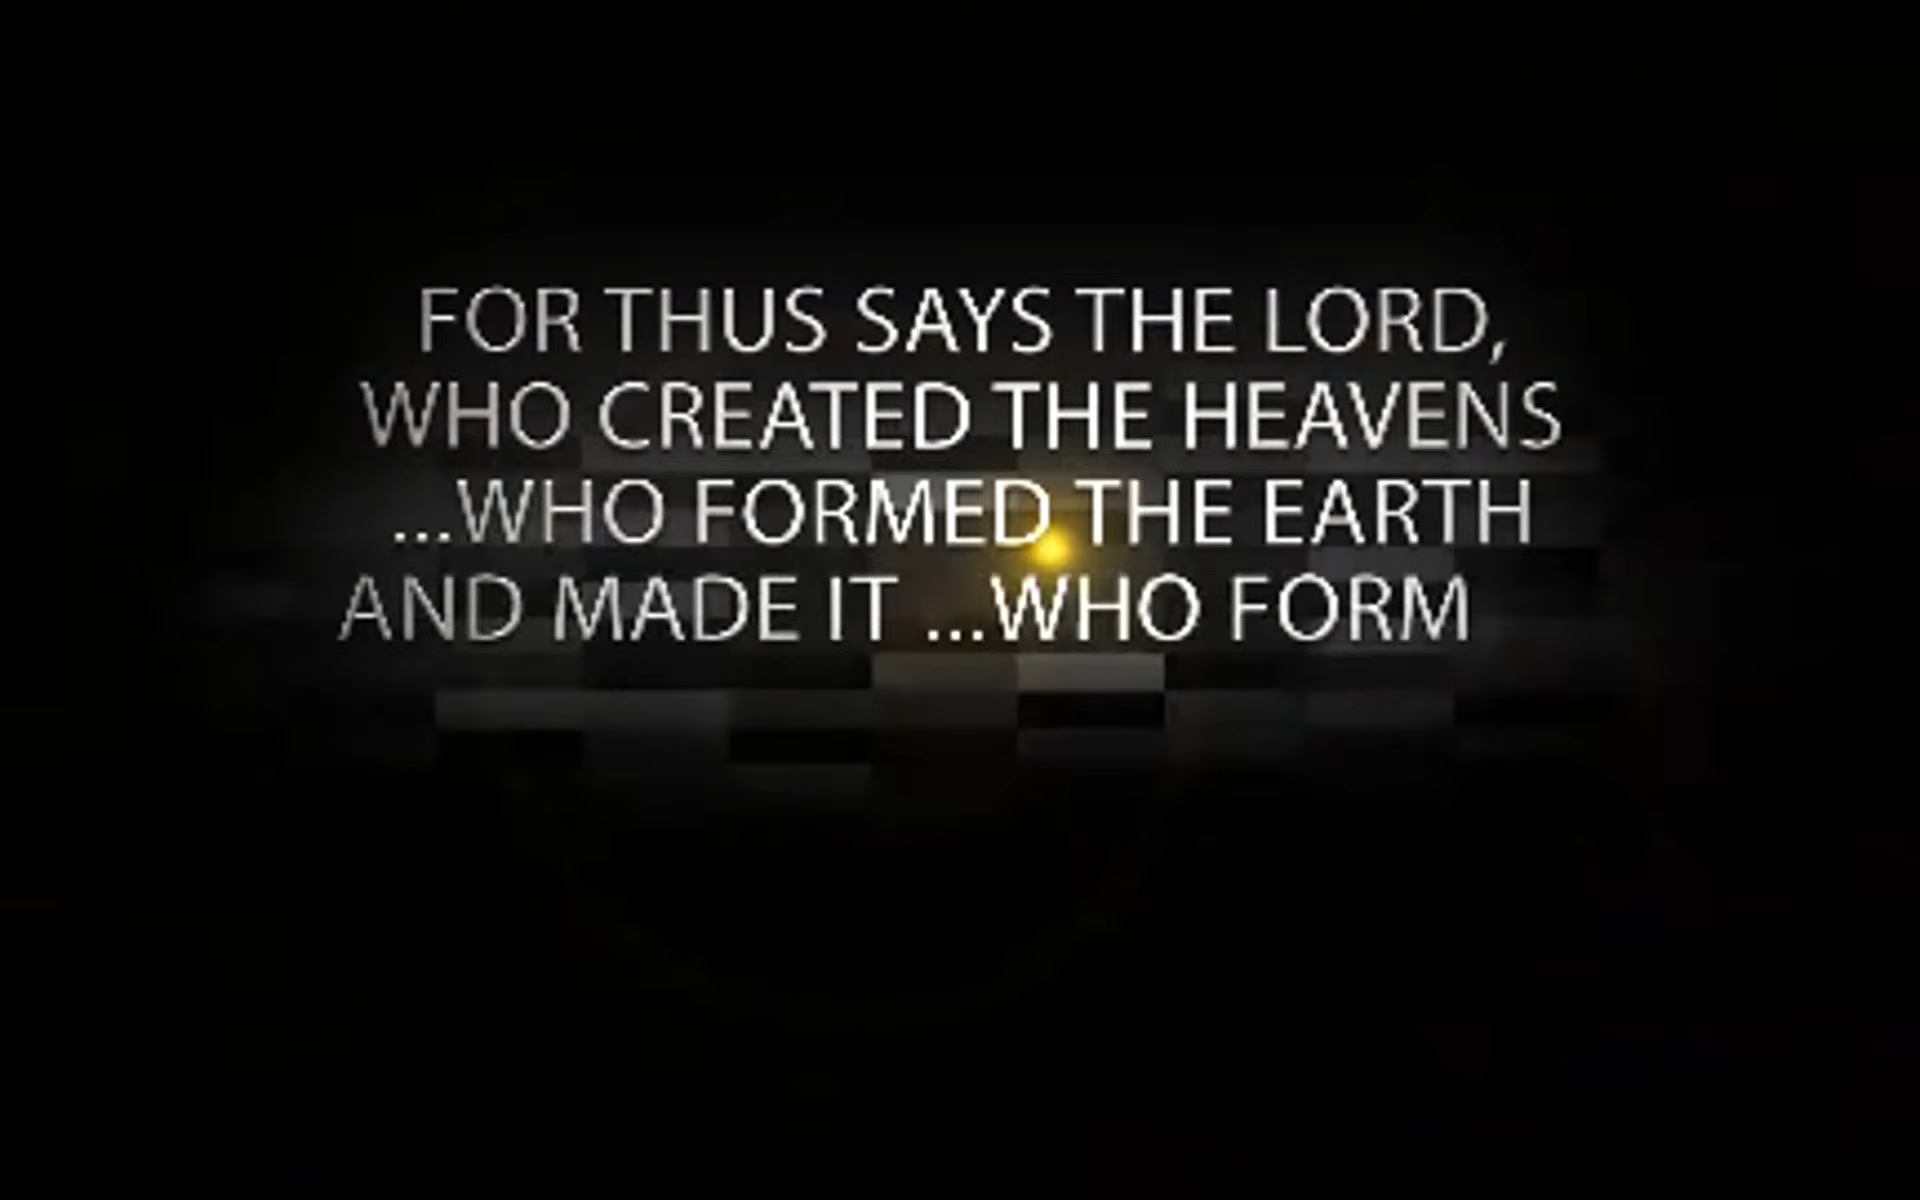 FOR THUS SAYS THE LORD,
WHO CREATED THE HEAVENS
...WHO FORMED THE EARTH
AND MADE IT ...WHO FORM